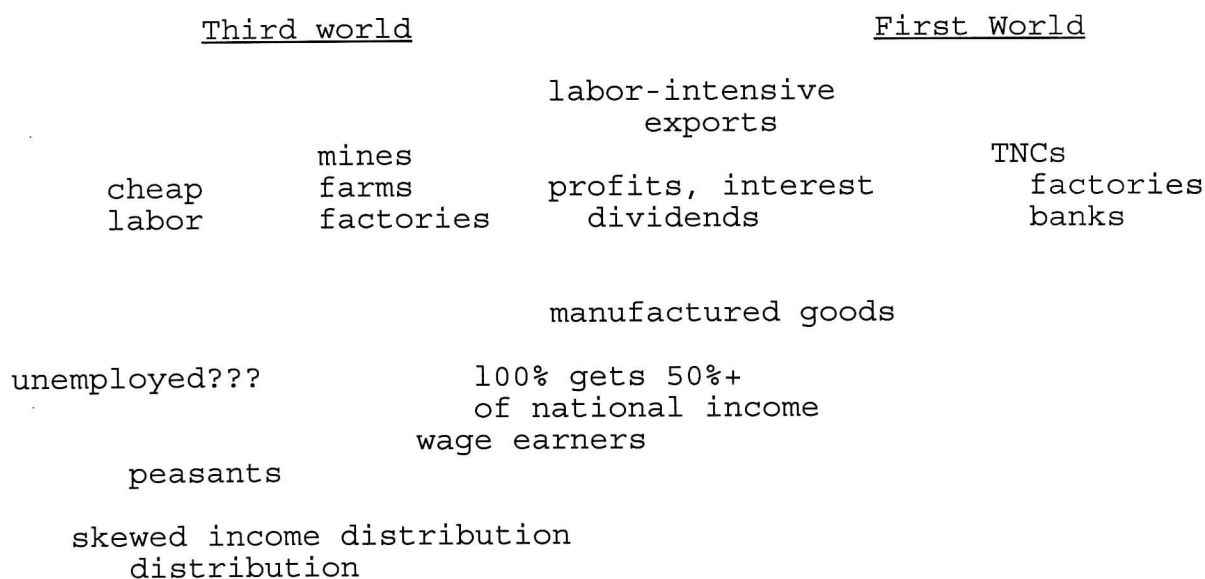 Third world First World
labor-intensive
exports
mines TNCs
cheap farms profits, interest factories
labor factories dividends banks
manufactured goods
unemployed??? 100% gets 50%+
of national income
wage earners
peasants
skewed income distribution
distribution